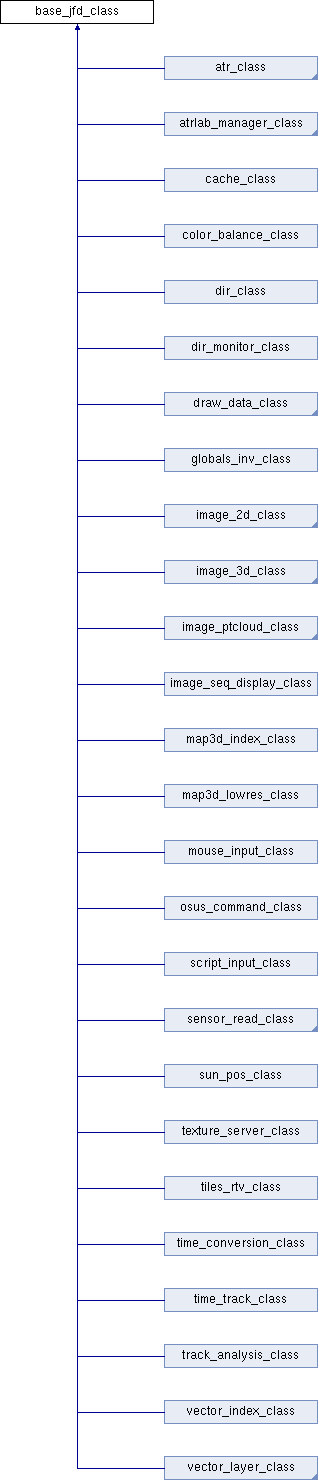 base_jfd_class
atr_class
atrlab_manager_class
cache_class
color_balance_class
dir_class
dir_monitor_class
draw_data_class
globals_inv_class
image_2d_class
image_3d_class
image_ptcloud_class
image_seq_display_class
map3d_index_class
map3d_lowres_class
mouse_input_class
osus_command_class
script_input_class
sensor_read_class
sun_pos_class
texture_server_class
tiles_rtv_class
time_conversion_class
time_track_class
track_analysis_class
vector_index_class
vector_layer_class